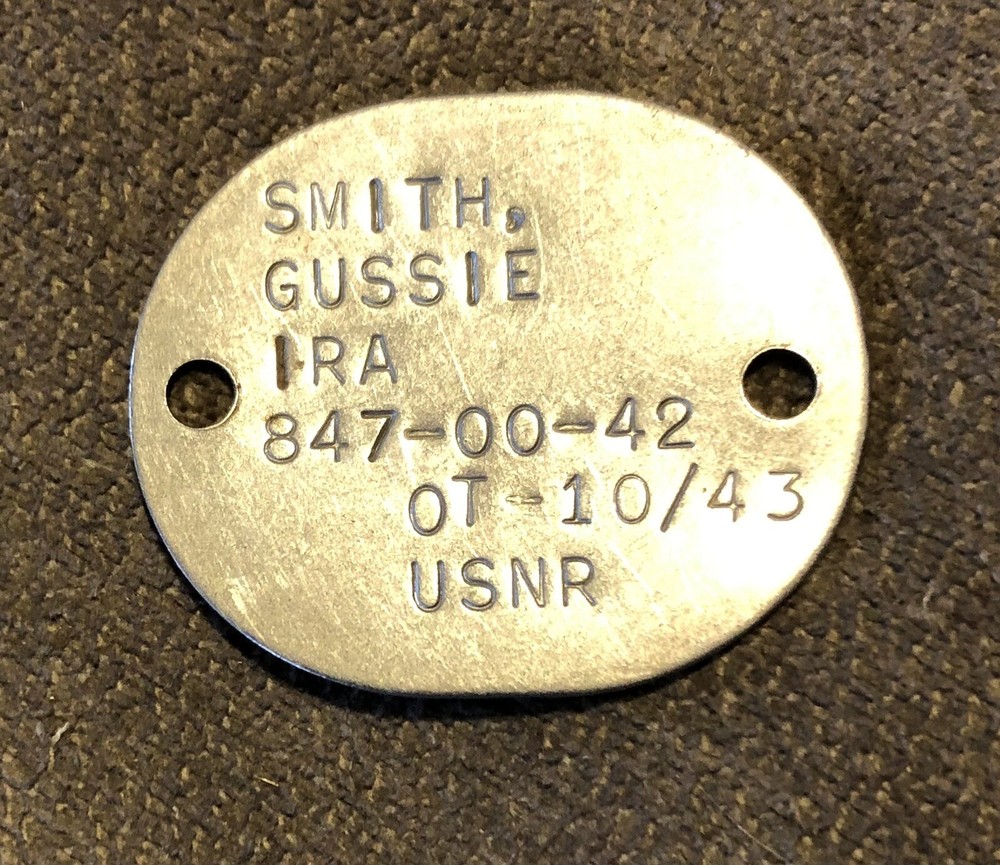 SMITH,
GUSSIE
IRA
847-00-42
OT-10/43
USNR